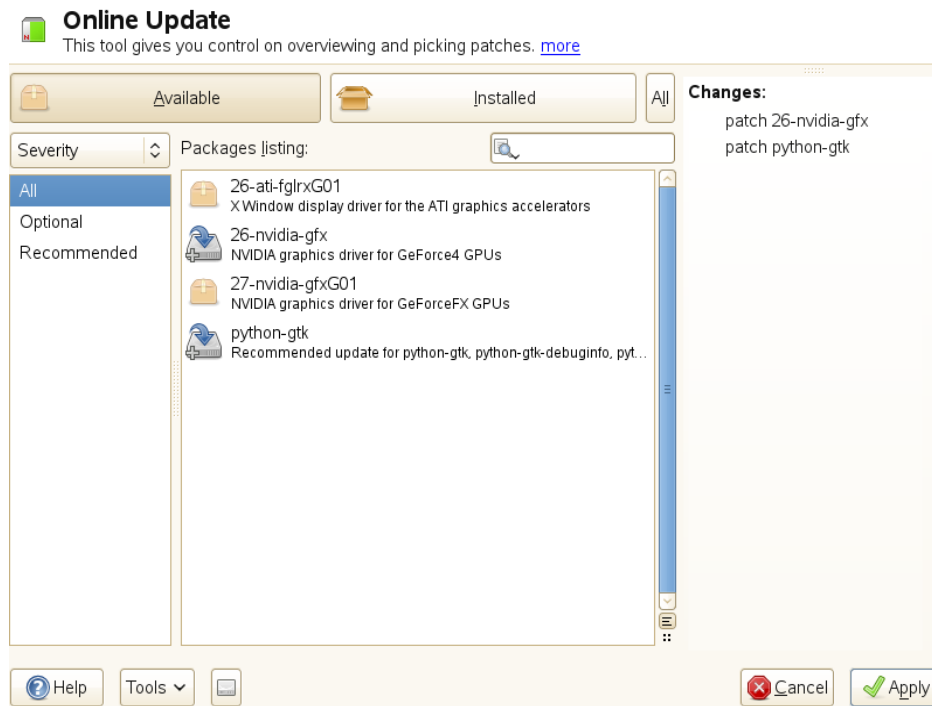 Online Update
This tool gives you control on overviewing and picking patches. more
Available
Installed
All
Changes:
patch 26-nvidia-gfx
patch python-gtk
Severity
Packages listing:
All
Optional
Recommended
26-ati-fglrxG01
X Window display driver for the ATI graphics accelerators
26-nvidia-gfx
NVIDIA graphics driver for GeForce4 GPUs
27-nvidia-gfxG01
NVIDIA graphics driver for GeForceFX GPUs
python-gtk
Recommended update for python-gtk, python-gtk-debuginfo, pyt...
Help
Tools
Cancel
Apply